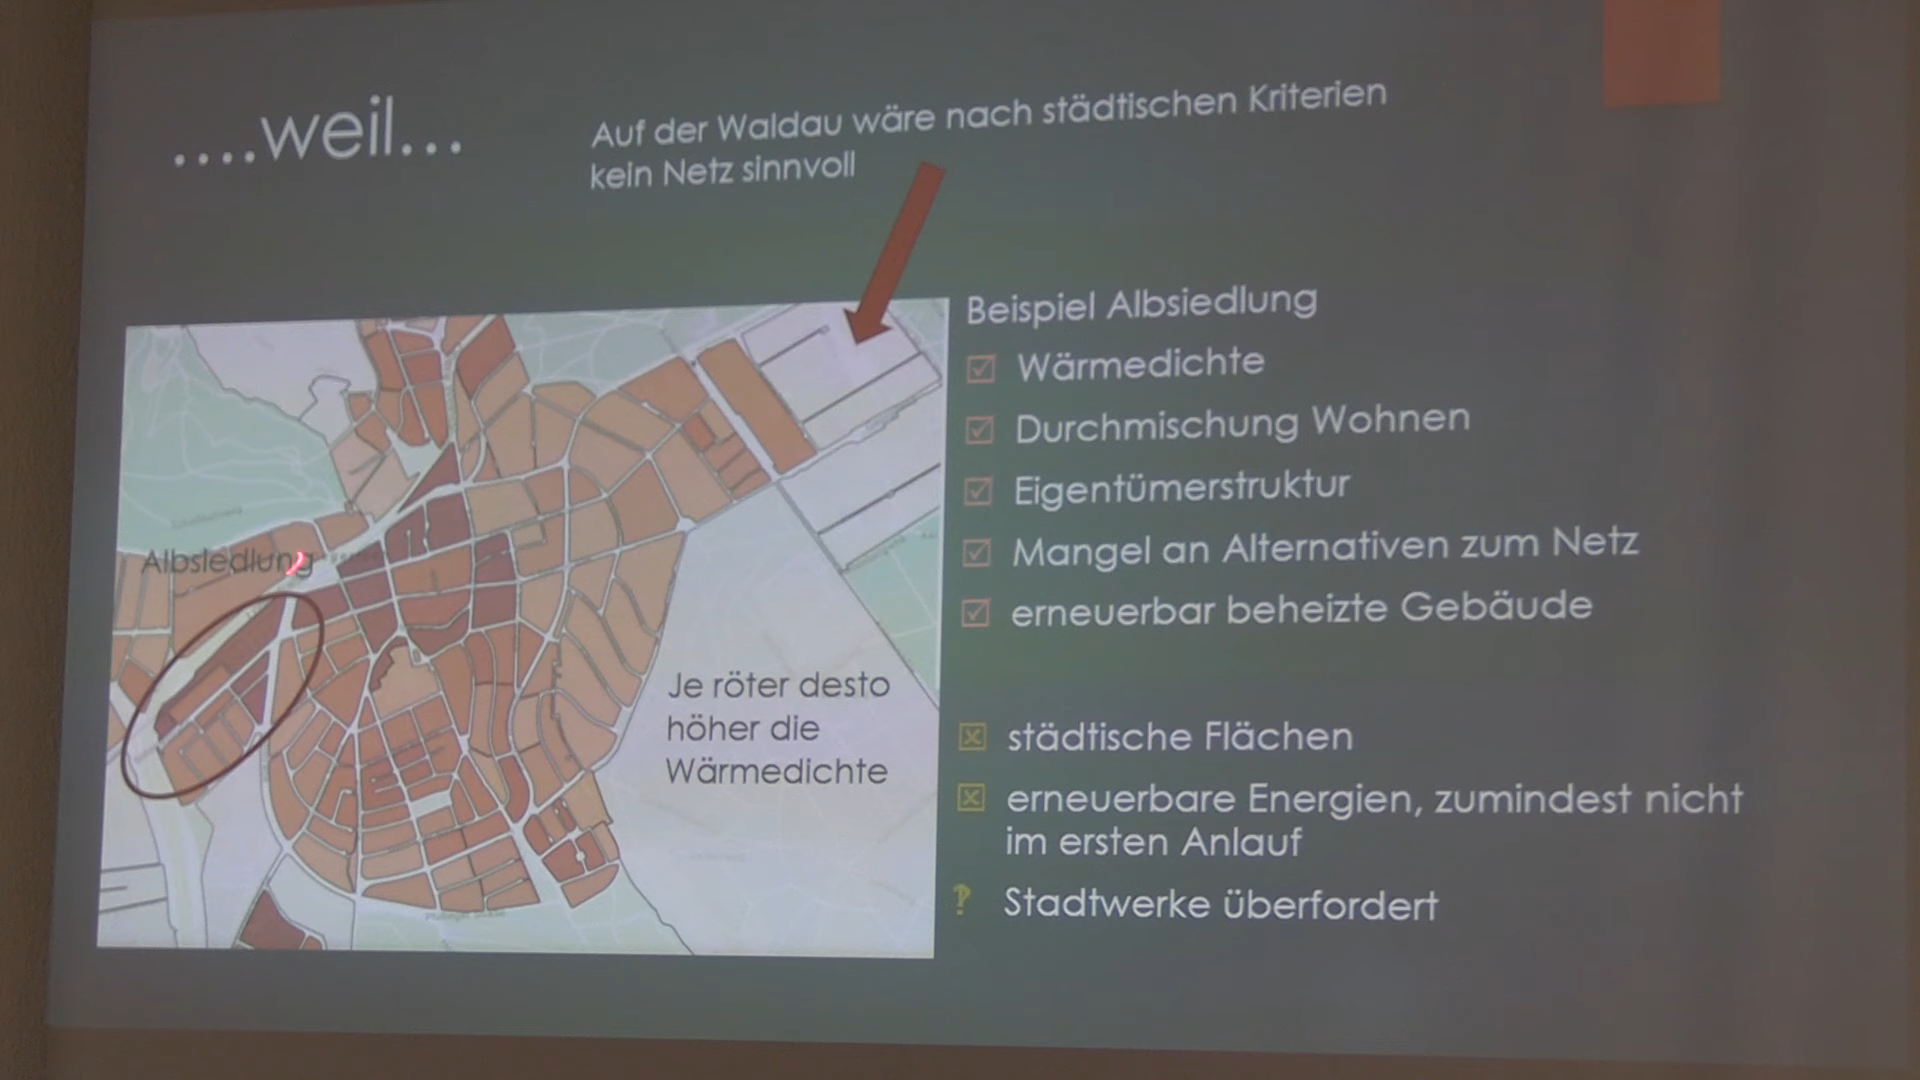 ....weil...
Auf der Waldau wäre nach städtischen Kriterien
kein Netz sinnvoll
Albsiedlung
Je röter desto
höher die
Wärmedichte
Beispiel Albsiedlung
Wärmedichte
Durchmischung Wohnen
Eigentümerstruktur
Mangel an Alternativen zum Netz
erneuerbar beheizte Gebäude
städtische Flächen
erneuerbare Energien, zumindest nicht
im ersten Anlauf
? Stadtwerke überfordert